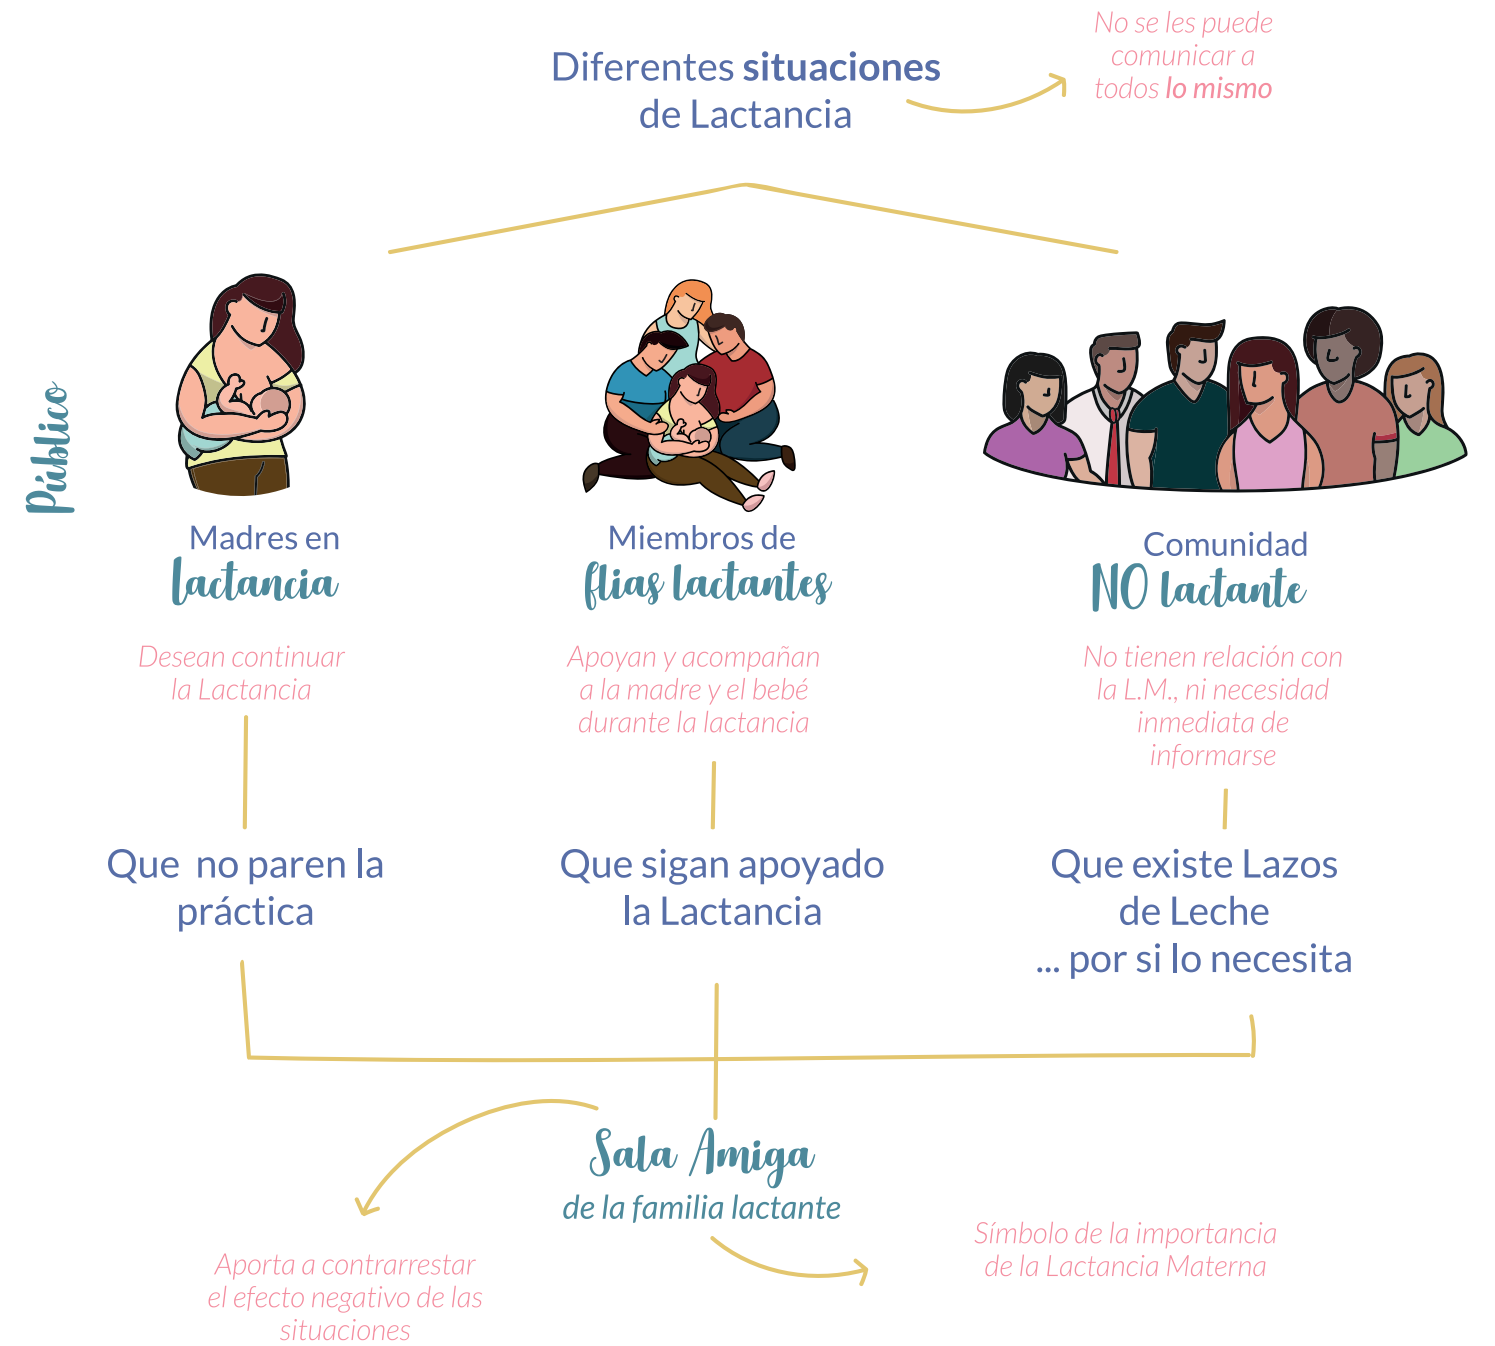 No se les puede
comunicar a
todos lo mismo
Diferentes situaciones
de Lactancia
Público
Madres en
lactancia
Desean continuar
la Lactancia
Que no paren la
práctica
Miembros de
flias lactantes
Apoyan y acompañan
a la madre y el bebé
durante la lactancia
Que sigan apoyado
la Lactancia
Comunidad
NO lactante
No tienen relación con
la L.M., ni necesidad
inmediata de
informarse
Que existe Lazos
de Leche
... por si lo necesita
Sala Amiga
de la familia lactante
Aporta a contrarrestar
el efecto negativo de las
situaciones
Símbolo de la importancia
de la Lactancia Materna